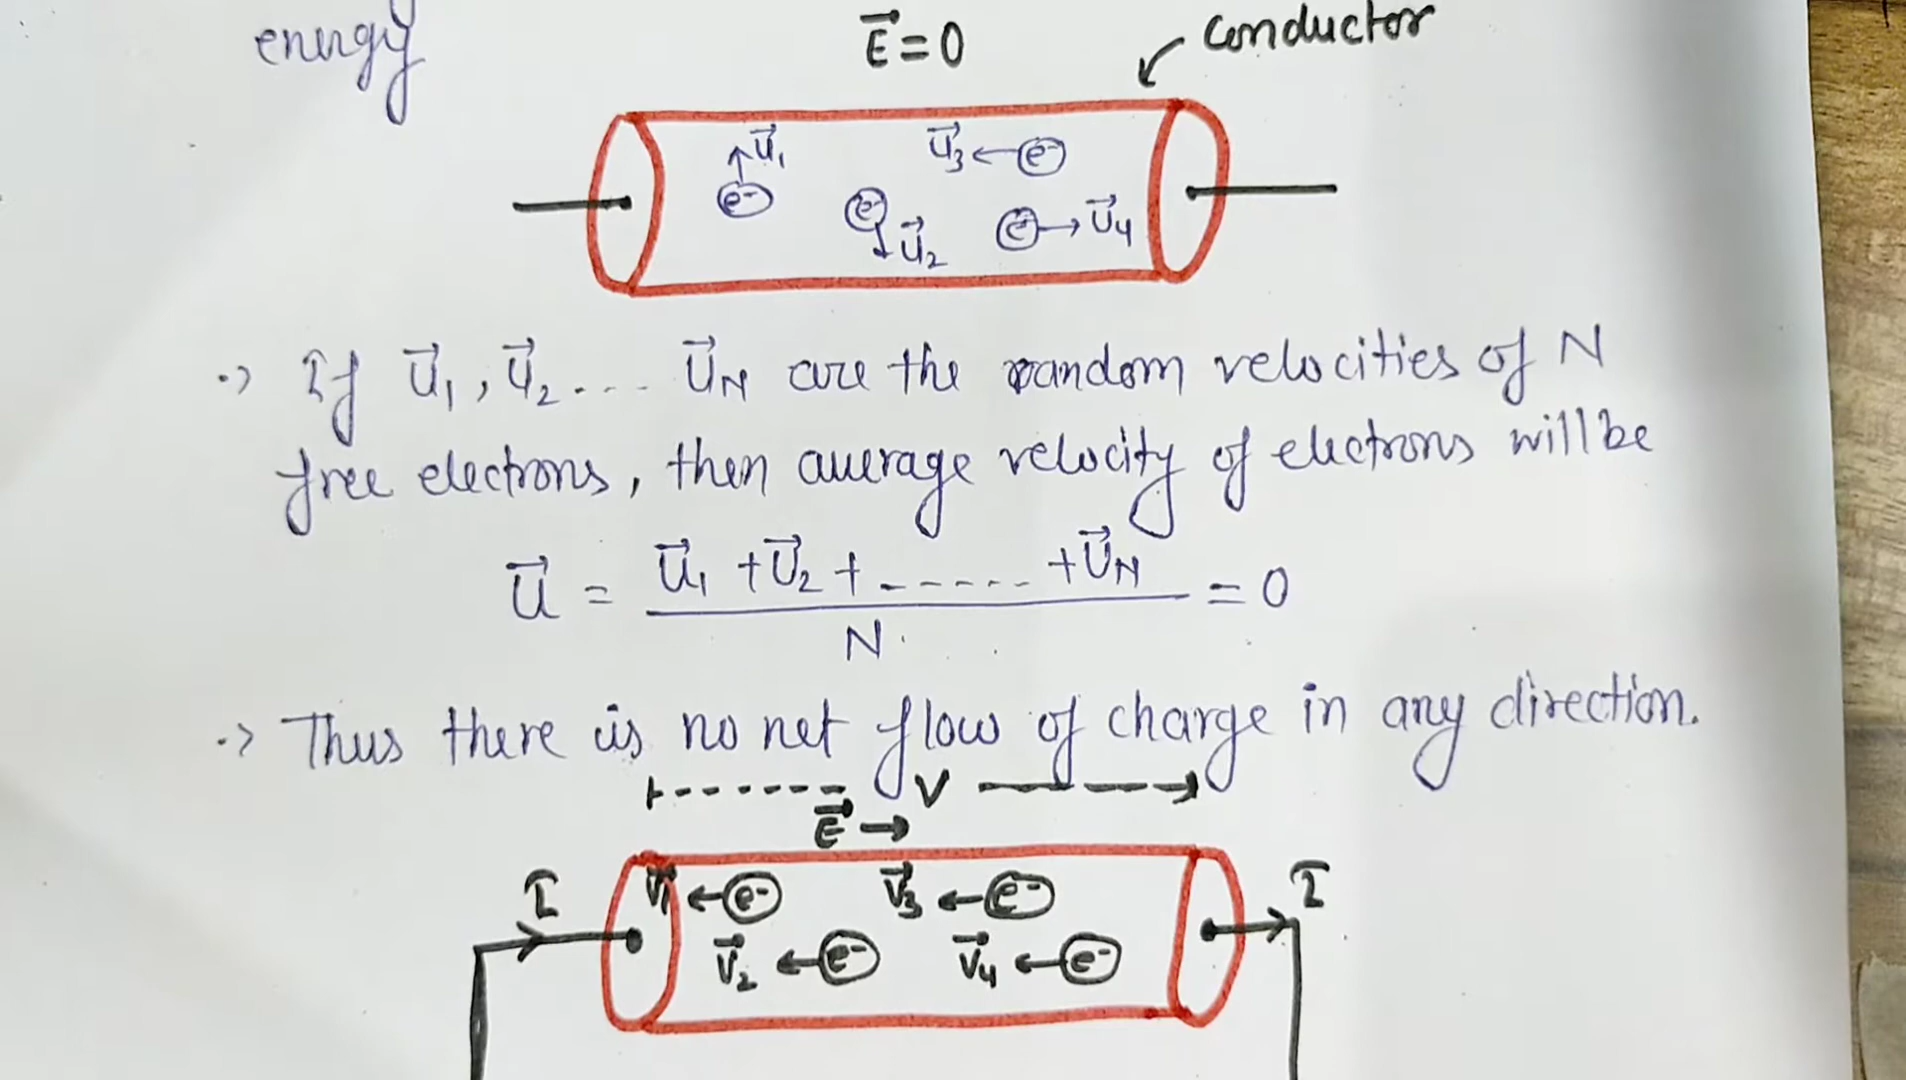 energy
E⃗ = 0
conductor
U⃗₁ U⃗₃ e⁻
e⁻ e⁻ e⁻ U⃗₄
U⃗₂
·> If U⃗₁, U⃗₂ .... U⃗N are the random velocities of N
free electrons, then average velocity of electrons will be
U⃗ = (U⃗₁ + U⃗₂ + ------ + U⃗N) / N = 0
·> Thus there is no net flow of charge in any direction.
V
E⃗ →
I V⃗₁ e⁻ V⃗₃ e⁻ I
V⃗₂ e⁻ V⃗₄ e⁻